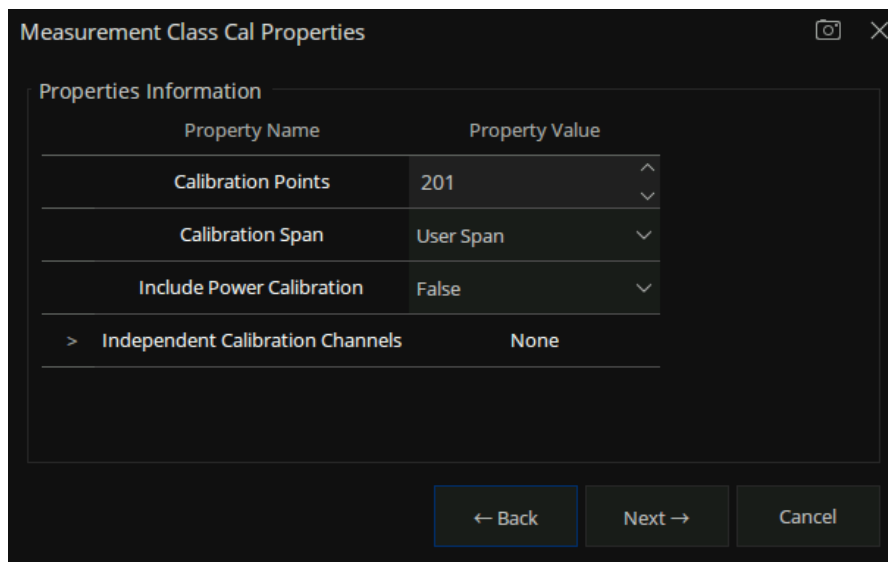 Measurement Class Cal Properties
Properties Information
Property Name Property Value
Calibration Points 201
Calibration Span User Span
Include Power Calibration False
> Independent Calibration Channels None
← Back Next → Cancel